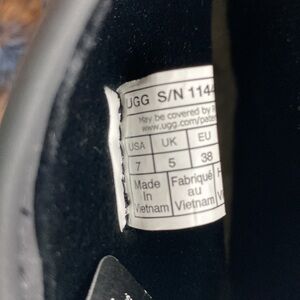 UGG S/N 1144
May be covered by
www.ugg.com/paten
USA UK EU
7 5 38
Made In Vietnam
Fabriqué au Vietnam